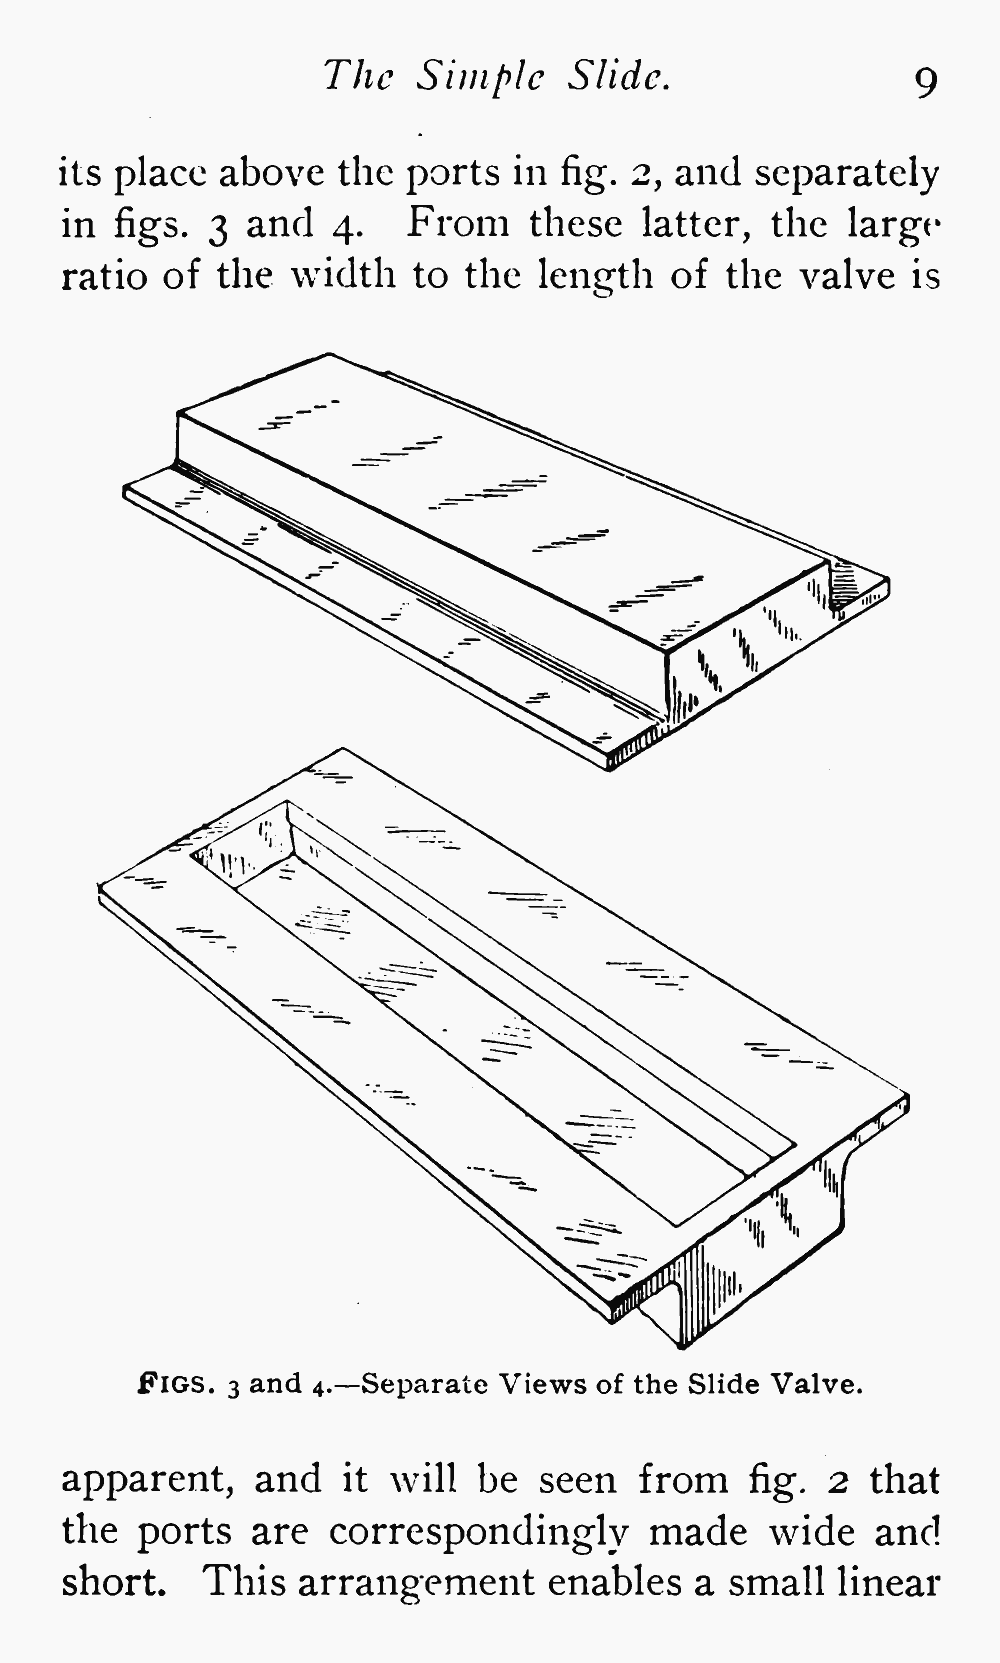 The Simple Slide. 9
its place above the ports in fig. 2, and separately
in figs. 3 and 4. From these latter, the large
ratio of the width to the length of the valve is
FIGS. 3 and 4.—Separate Views of the Slide Valve.
apparent, and it will be seen from fig. 2 that
the ports are correspondingly made wide and
short. This arrangement enables a small linear